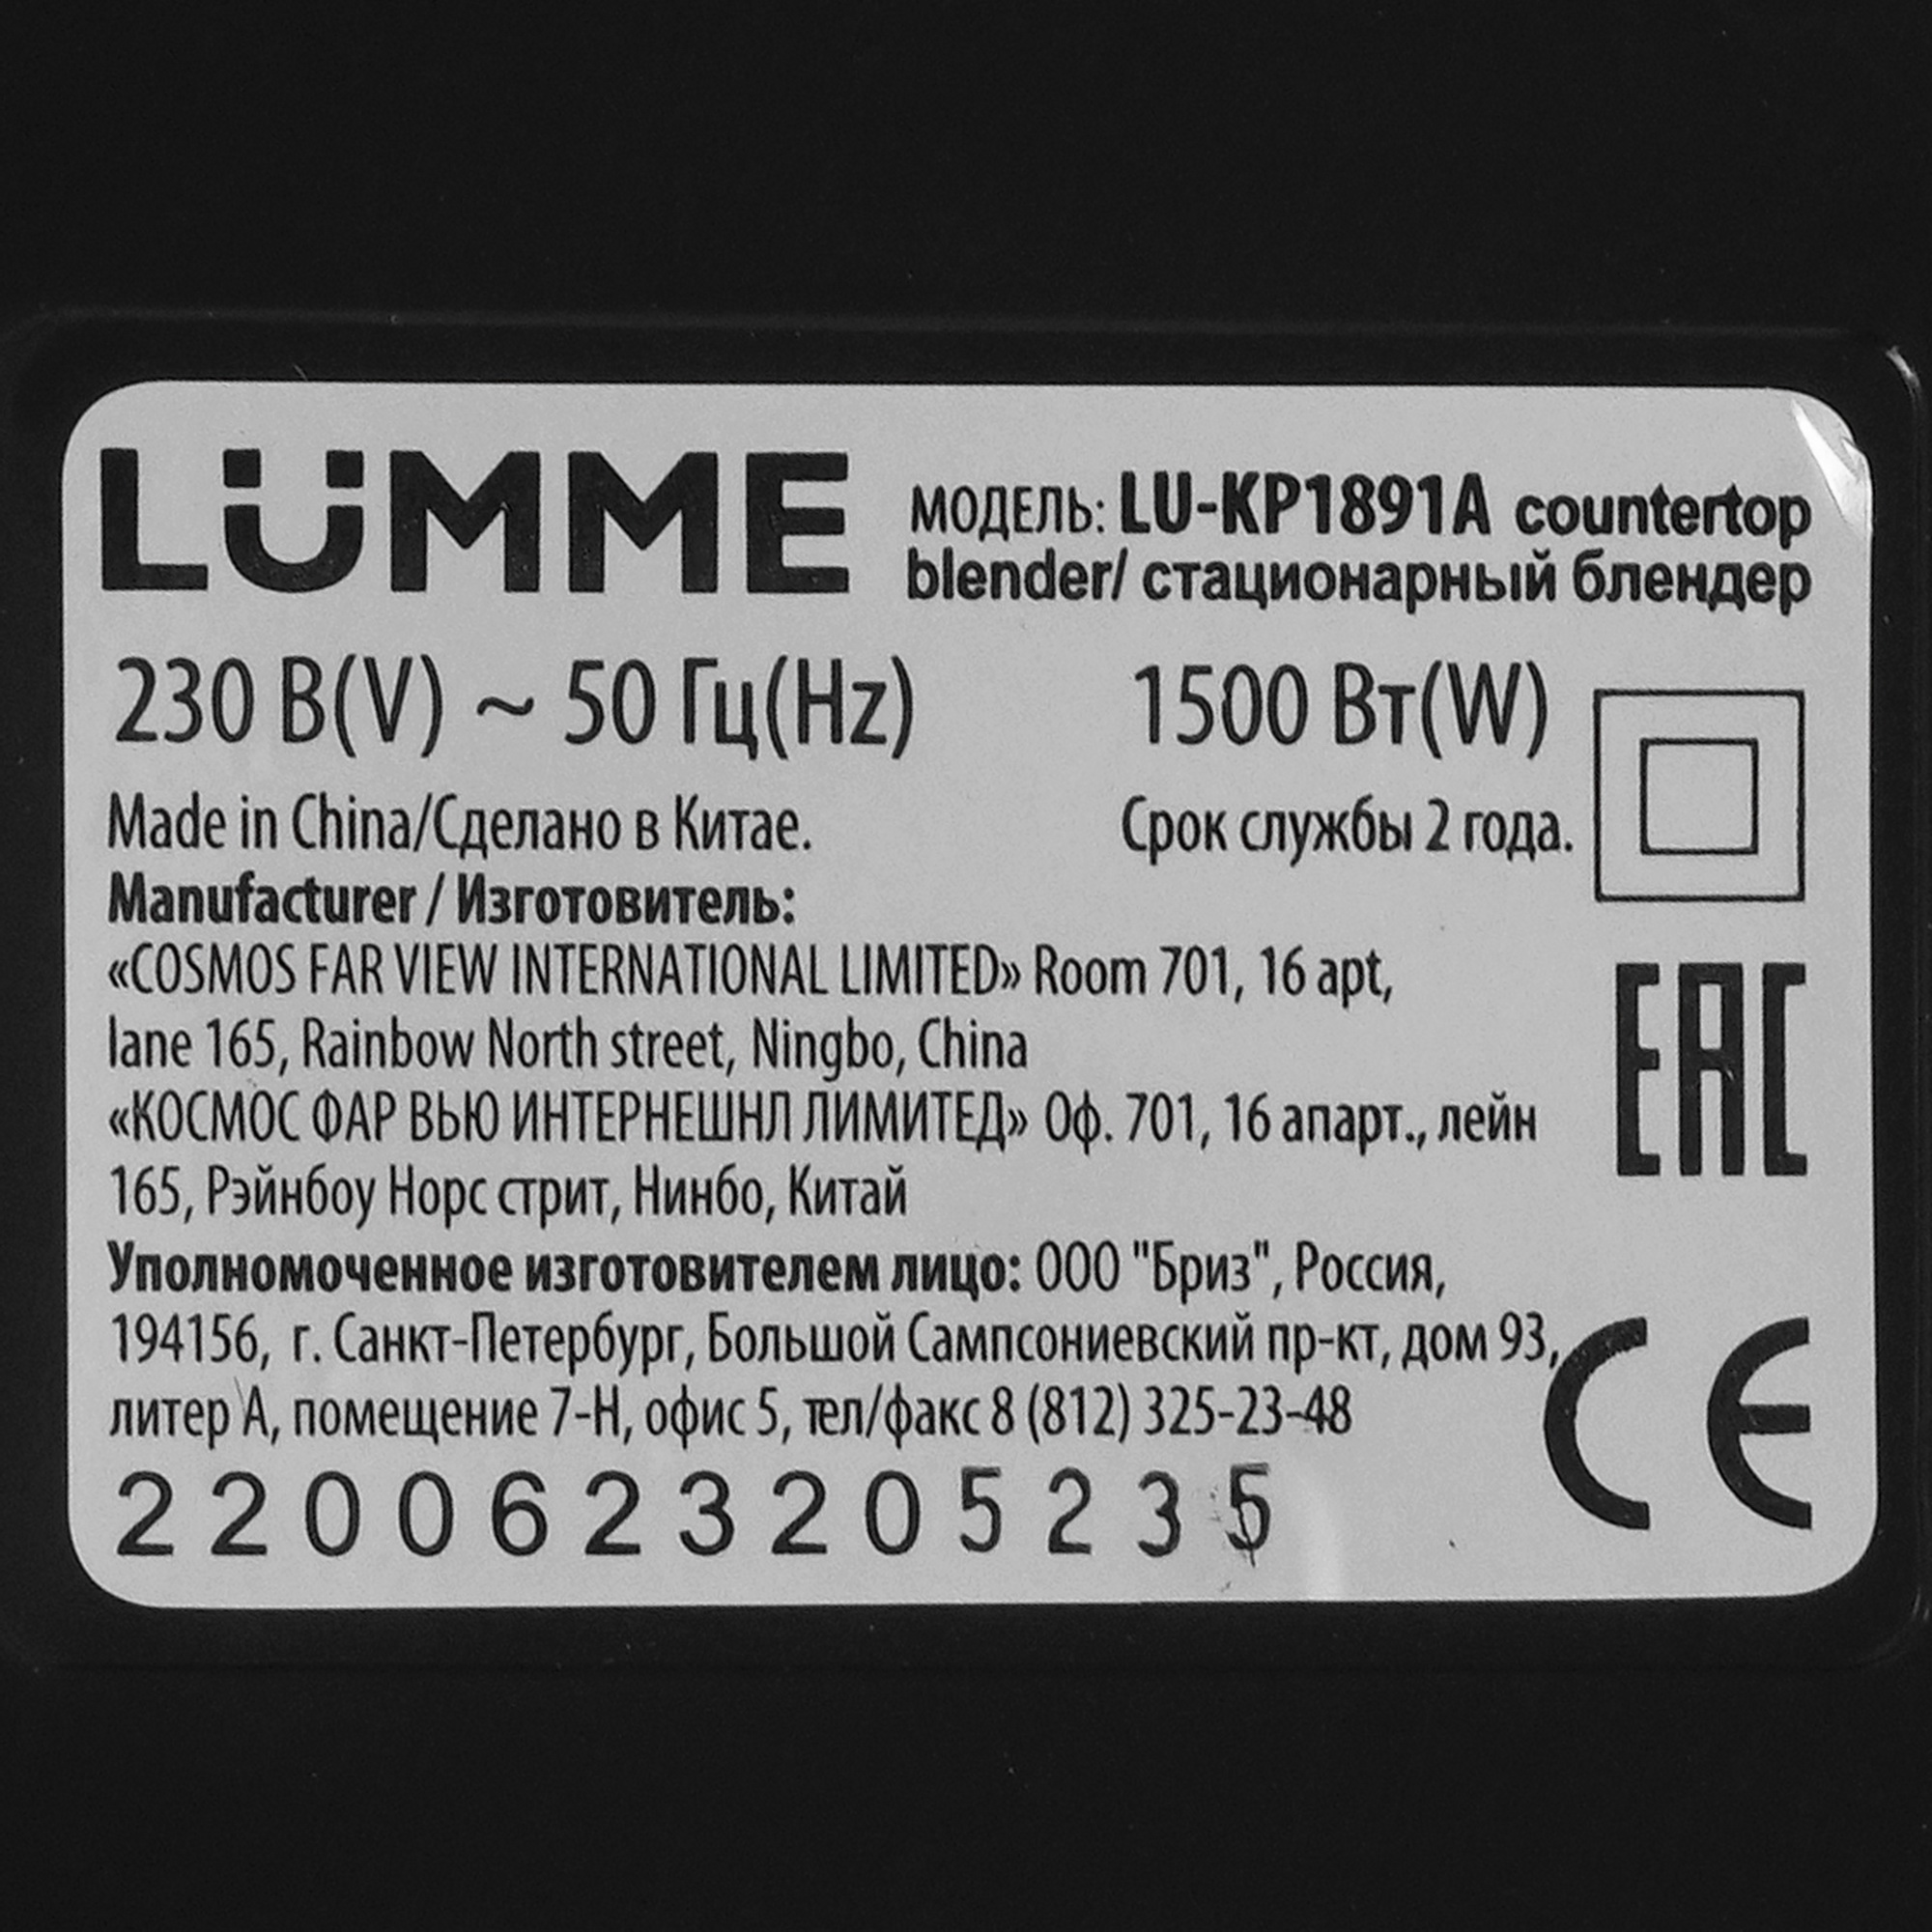 LÜMME
МОДЕЛЬ: LU-KP1891A countertop
blender/ стационарный блендер
230 В(V) ~ 50 Гц(Hz) 1500 Вт(W)
Made in China/Сделано в Китае. Срок службы 2 года.
Manufacturer / Изготовитель:
«COSMOS FAR VIEW INTERNATIONAL LIMITED» Room 701, 16 apt,
lane 165, Rainbow North street, Ningbo, China
«КОСМОС ФАР ВЬЮ ИНТЕРНЕШНЛ ЛИМИТЕД» Оф. 701, 16 апарт., лейн
165, Рэйнбоу Норс стрит, Нинбо, Китай
EAC
Уполномоченное изготовителем лицо: ООО "Бриз", Россия,
194156, г. Санкт-Петербург, Большой Сампсониевский пр-кт, дом 93,
литер А, помещение 7-Н, офис 5, тел/факс 8 (812) 325-23-48
CE
2200623205235